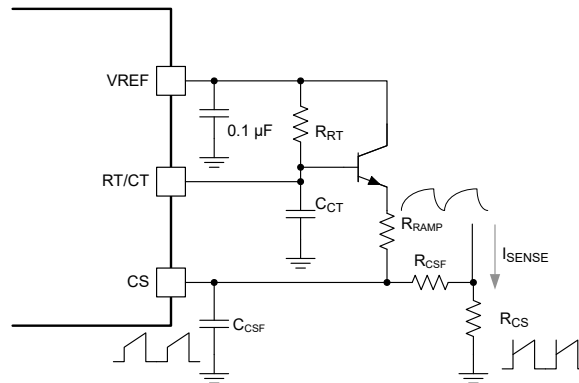 VREF
0.1 µF
RRT
RT/CT
CCT
RRAMP
RCSF
ISENSE
CS
CCSF
RCS